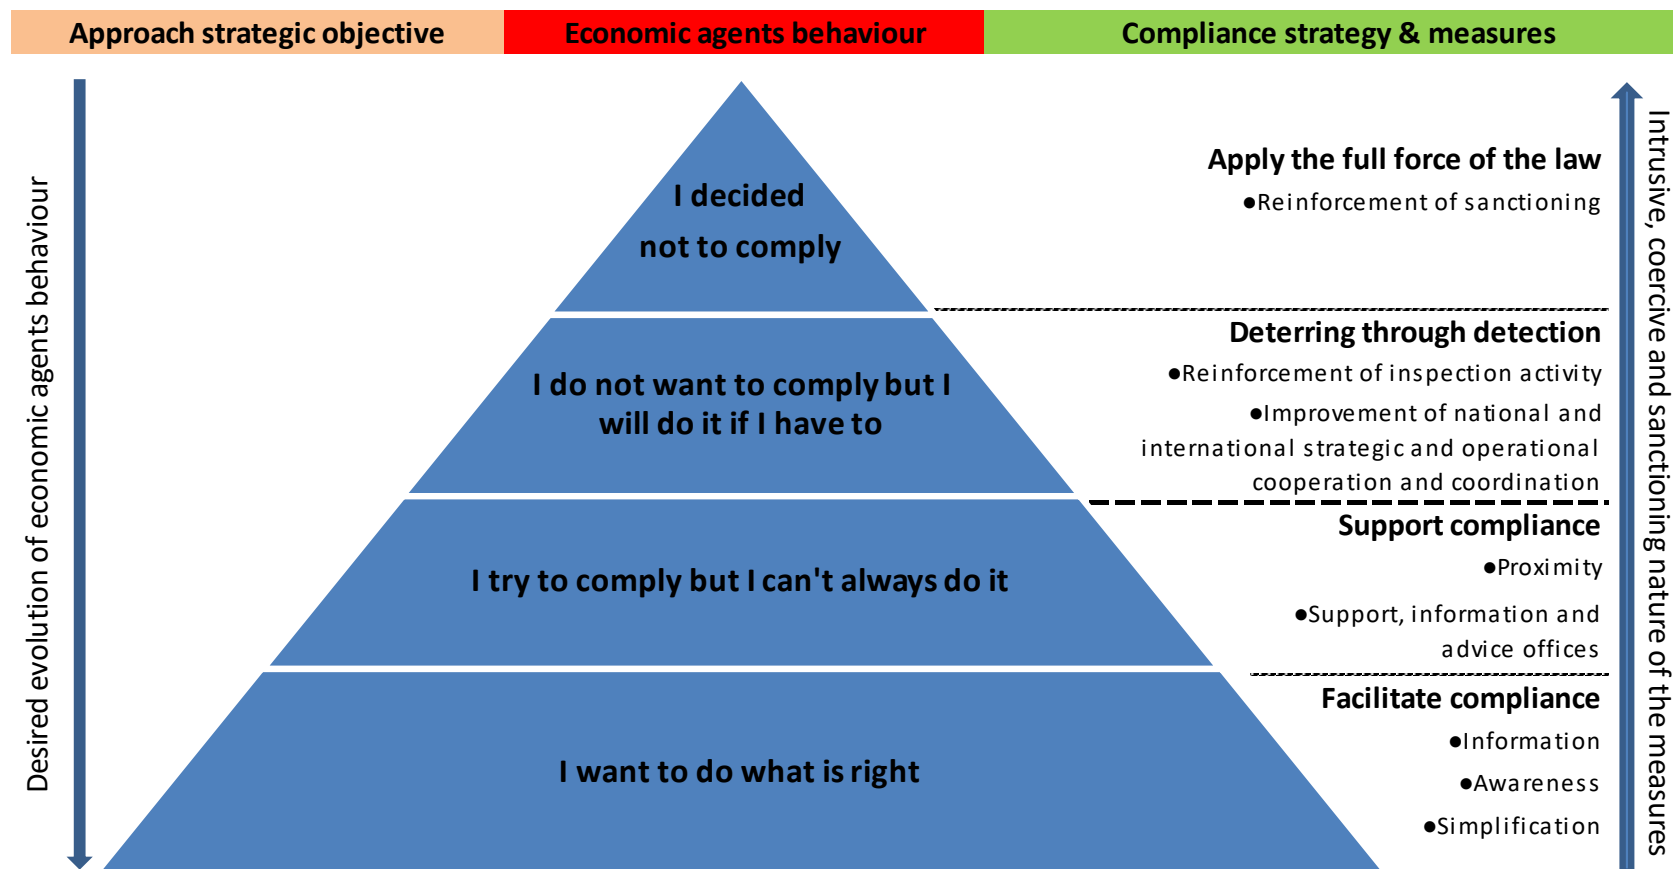 Approach strategic objective
Economic agents behaviour
Compliance strategy & measures
Desired evolution of economic agents behaviour
I decided
not to comply
I do not want to comply but I
will do it if I have to
I try to comply but I can't always do it
I want to do what is right
Apply the full force of the law
●Reinforcement of sanctioning
Deterring through detection
●Reinforcement of inspection activity
●Improvement of national and
international strategic and operational
cooperation and coordination
Support compliance
●Proximity
●Support, information and
advice offices
Facilitate compliance
●Information
●Awareness
●Simplification
Intrusive, coercive and sanctioning nature of the measures